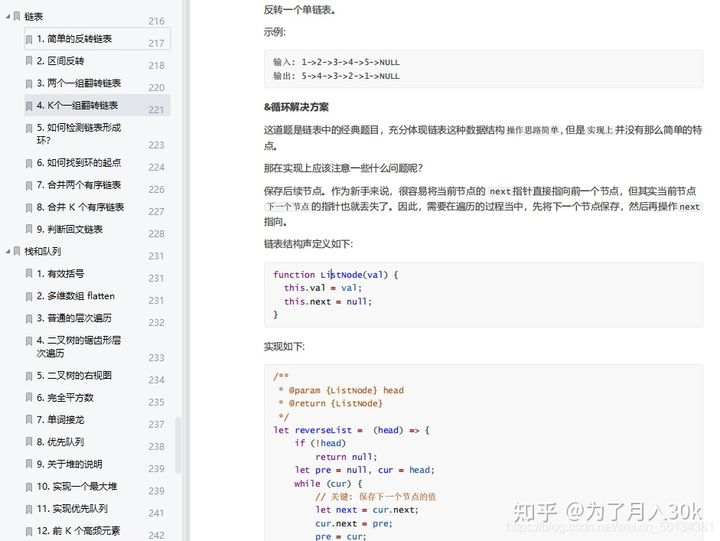 链表 216
1. 简单的反转链表 217
2. 区间反转 218
3. 两个一组翻转链表 220
4. K个一组翻转链表 221
5. 如何检测链表形成
环？ 223
6. 如何找到环的起点 224
7. 合并两个有序链表 226
8. 合并 K 个有序链表 227
9. 判断回文链表 228
栈和队列 231
1. 有效括号 231
2. 多维数组 flatten 231
3. 普通的层次遍历 232
4. 二叉树的锯齿形层
次遍历 233
5. 二叉树的右视图 234
6. 完全平方数 235
7. 单词接龙 237
8. 优先队列 238
9. 关于堆的说明 239
10. 实现一个最大堆 239
11. 实现优先队列 241
12. 前 K 个高频元素 242
反转一个单链表。
示例:
输入: 1->2->3->4->5->NULL
输出: 5->4->3->2->1->NULL
&循环解决方案
这道题是链表中的经典题目，充分体现链表这种数据结构 操作思路简单 , 但是 实现上 并没有那么简单的特
点。
那在实现上应该注意一些什么问题呢？
保存后续节点。作为新手来说，很容易将当前节点的 next 指针直接指向前一个节点，但其实当前节点
下一个节点 的指针也就丢失了。因此，需要在遍历的过程当中，先将下一个节点保存，然后再操作 next
指向。
链表结构声定义如下:
function ListNode(val) {
this.val = val;
this.next = null;
}
实现如下:
/**
* @param {ListNode} head
* @return {ListNode}
*/
let reverseList = (head) => {
if (!head)
return null;
let pre = null, cur = head;
while (cur) {
// 关键: 保存下一个节点的值
let next = cur.next;
cur.next = pre;
pre = cur;
知乎 @为了月入30k
https://blog.csdn.net/weixin_56134381